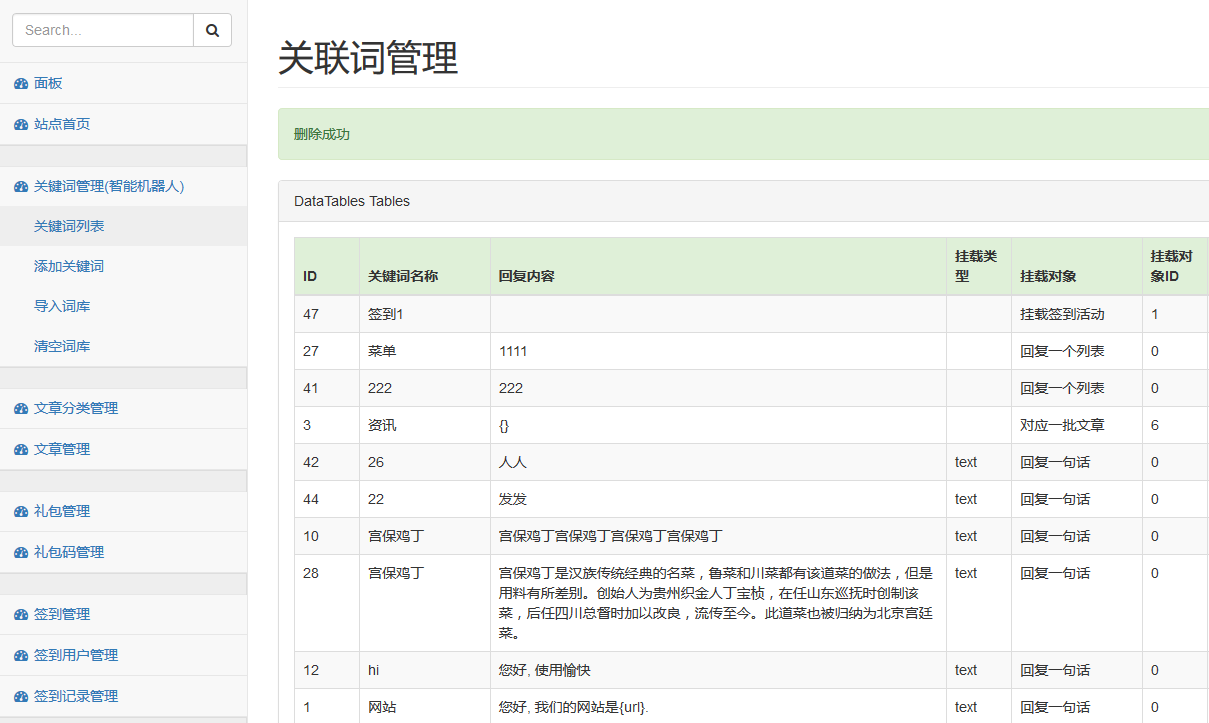 Search...
面板
站点首页
关键词管理(智能机器人)
关键词列表
添加关键词
导入词库
清空词库
文章分类管理
文章管理
礼包管理
礼包码管理
签到管理
签到用户管理
签到记录管理
关联词管理
删除成功
DataTables Tables
ID 关键词名称 回复内容 挂载类型 挂载对象 挂载对象ID
47 签到1 挂载签到活动 1
27 菜单 1111 回复一个列表 0
41 222 222 回复一个列表 0
3 资讯 {} 对应一批文章 6
42 26 人人 text 回复一句话 0
44 22 发发 text 回复一句话 0
10 宫保鸡丁 宫保鸡丁宫保鸡丁宫保鸡丁宫保鸡丁 text 回复一句话 0
28 宫保鸡丁 宫保鸡丁是汉族传统经典的名菜，鲁菜和川菜都有该道菜的做法，但是 text 回复一句话 0
用料有所差别。创始人为贵州织金人丁宝桢，在任山东巡抚时创制该
菜，后任四川总督时加以改良，流传至今。此道菜也被归纳为北京宫廷
菜。
12 hi 您好, 使用愉快 text 回复一句话 0
1 网站 您好, 我们的网站是{url}. text 回复一句话 0